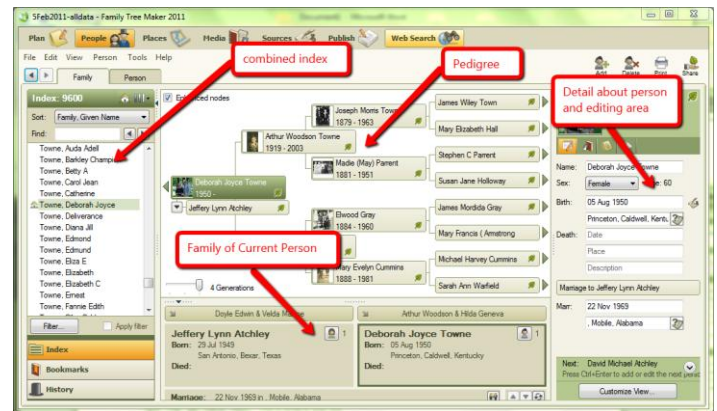 5Feb2011-alldata - Family Tree Maker 2011
Plan People Places Media Sources Publish Web Search
File Edit View Person Tools Help
combined index
Pedigree
Detail about person and editing area
Family of Current Person
Add Delete Print Share
Family Person
Index: 9600
Sort: Family, Given Name
Find:
Towne, Auda Adell
Towne, Barkley Champion
Towne, Betty A
Towne, Carol Jean
Towne, Catherine
Towne, Deborah Joyce
Towne, Deliverance
Towne, Diana Jill
Towne, Edmond
Towne, Edmund
Towne, Eliza E
Towne, Elizabeth
Towne, Elizabeth C
Towne, Ernest
Towne, Fannie Edith
Filter... Apply filter
Index
Bookmarks
History
nodes
Deborah Joyce Towne
1950 -
Jeffery Lynn Atchley
Arthur Woodson Towne
1919 - 2003
Joseph Morris
1879 - 1963
Madie (May) Parrent
1881 - 1951
Elwood Gray
1884 - 1960
Mary Evelyn Cummins
1888 - 1981
James Wiley Town
Mary Elizabeth Hall
Stephen C Parrent
Susan Jane Holloway
James Mordida Gray
Mary Francis ( Armstrong
Michael Harvey Cummins
Sarah Ann Warfield
4 Generations
Doyle Edwin & Velda
Arthur Woodson & Hilda Geneva
Jeffery Lynn Atchley
1
Born: 29 Jul 1949
San Antonio, Bexar, Texas
Died:
Deborah Joyce Towne
1
Born: 05 Aug 1950
Princeton, Caldwell, Kentucky
Died:
Marriage: 22 Nov 1969 in , Mobile, Alabama
Name: Deborah Joyce Towne
Sex: Female 60
Birth: 05 Aug 1950
Princeton, Caldwell, Kentu
Death: Date
Place
Description
Marriage to Jeffery Lynn Atchley
Marr: 22 Nov 1969
, Mobile, Alabama
Next: David Michael Atchley
Press Ctrl+Enter to add or edit the next
Customize View...